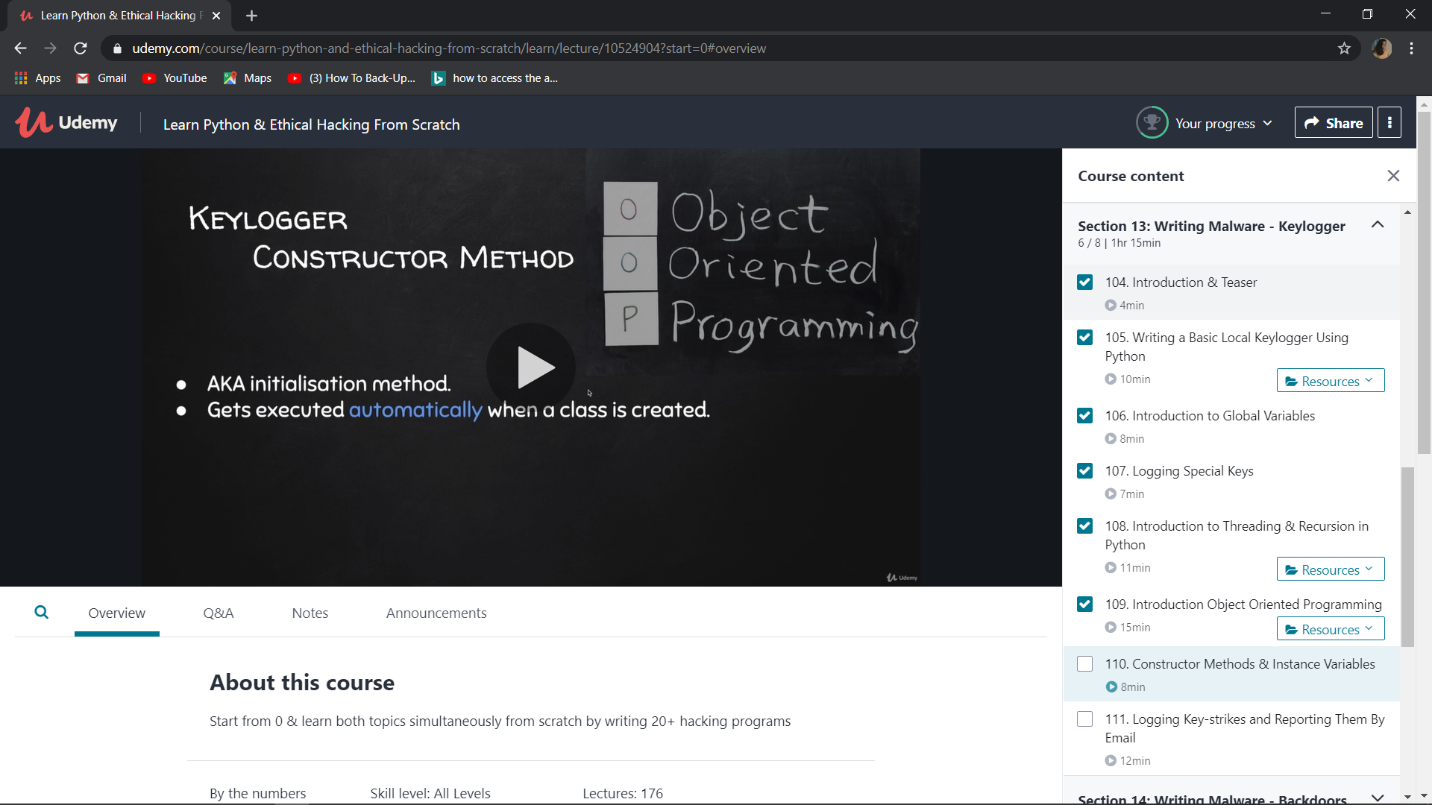 Learn Python & Ethical Hacking F
udemy.com/course/learn-python-and-ethical-hacking-from-scratch/learn/lecture/10524904?start=0#overview
Apps Gmail YouTube Maps (3) How To Back-Up... how to access the a...
Udemy Learn Python & Ethical Hacking From Scratch Your progress Share
KEYLOGGER
CONSTRUCTOR METHOD
O Object
O Oriented
P Programming
• AKA initialisation method.
• Gets executed automatically when a class is created.
Udemy
Overview Q&A Notes Announcements
About this course
Start from 0 & learn both topics simultaneously from scratch by writing 20+ hacking programs
By the numbers Skill level: All Levels Lectures: 176
Course content
Section 13: Writing Malware - Keylogger
6 / 8 | 1hr 15min
104. Introduction & Teaser
4min
105. Writing a Basic Local Keylogger Using
Python
10min Resources
106. Introduction to Global Variables
8min
107. Logging Special Keys
7min
108. Introduction to Threading & Recursion in
Python
11min Resources
109. Introduction Object Oriented Programming
15min Resources
110. Constructor Methods & Instance Variables
8min
111. Logging Key-strikes and Reporting Them By
Email
12min
Section 14: Writing Malware - Backdoors